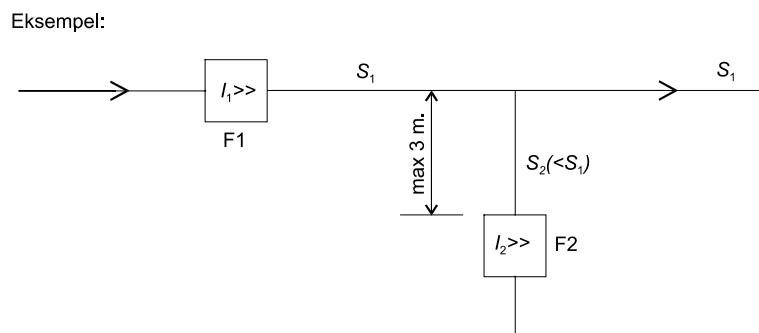 Eksempel:
S₁ S₁
I₁>>
F1
max 3 m.
S₂(<S₁)
I₂>> F2